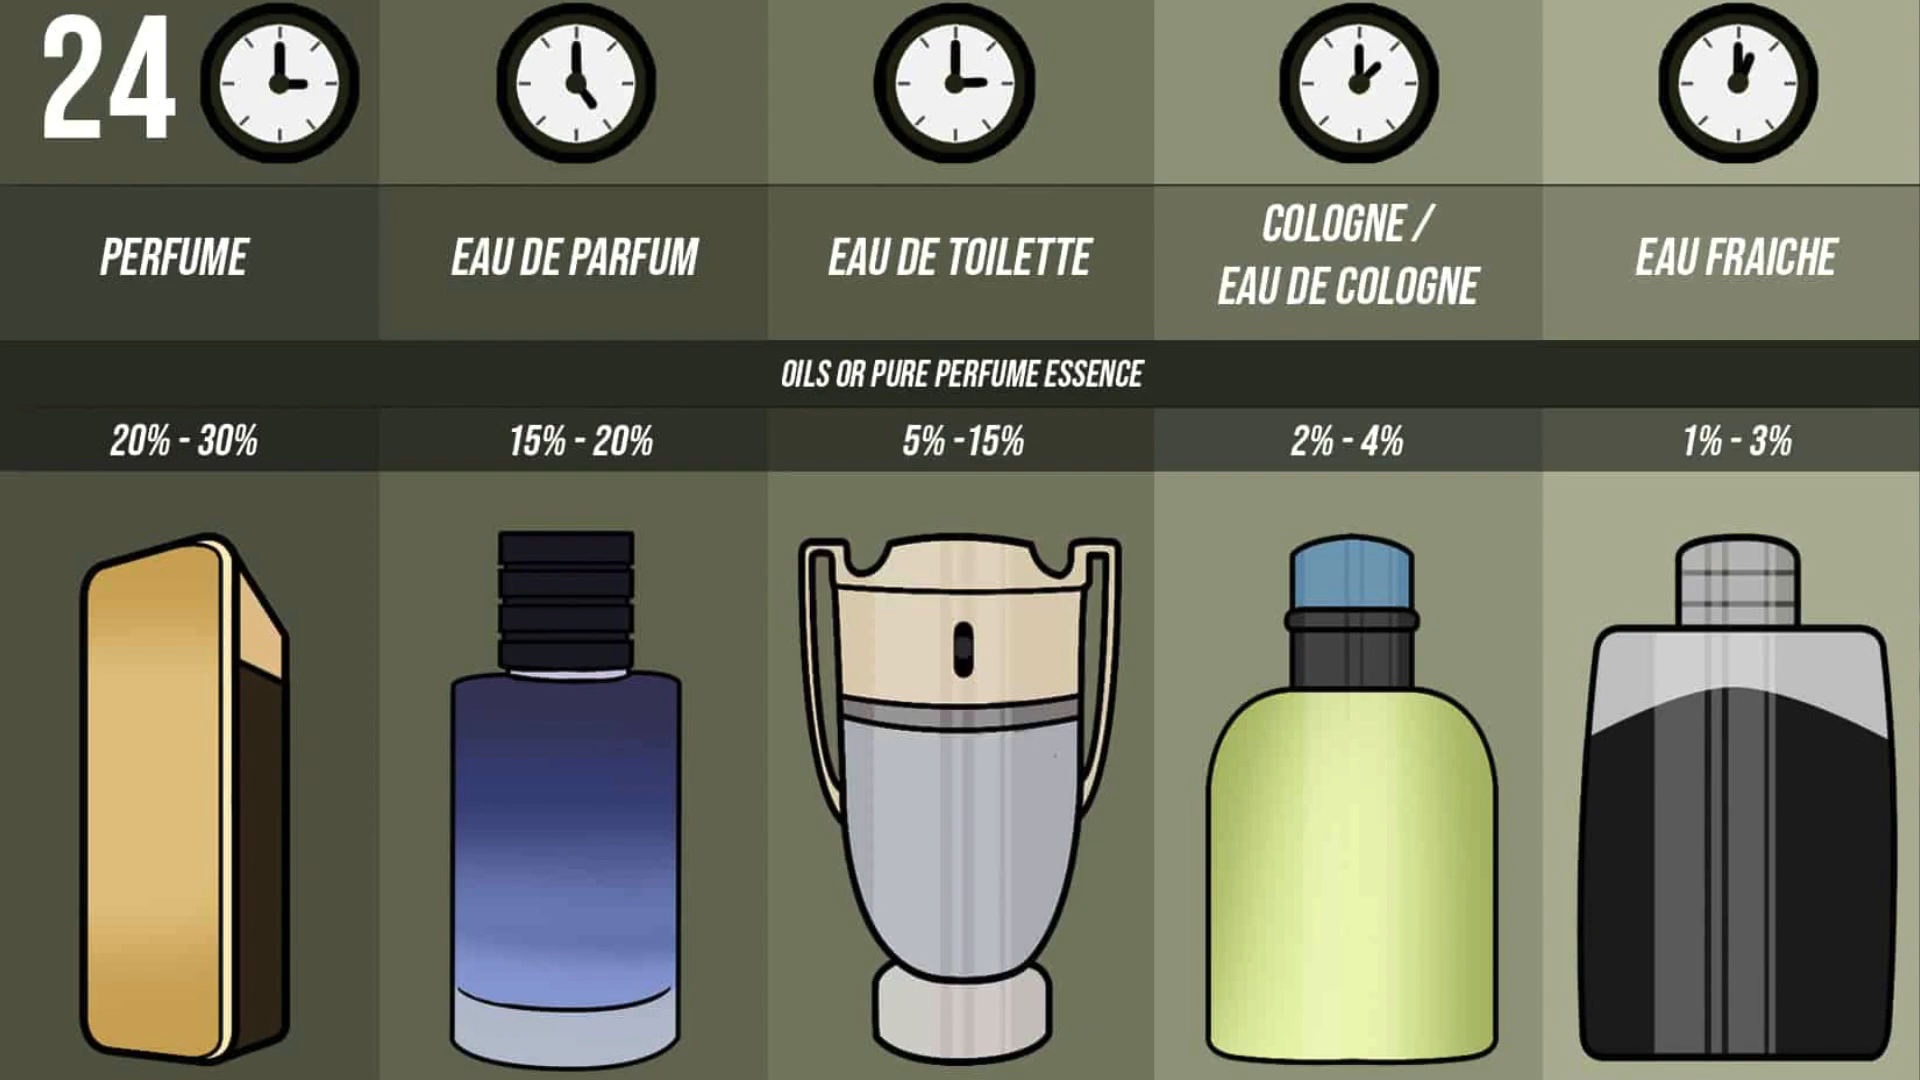 24
PERFUME
EAU DE PARFUM
EAU DE TOILETTE
COLOGNE /
EAU DE COLOGNE
EAU FRAICHE
OILS OR PURE PERFUME ESSENCE
20% - 30%
15% - 20%
5% -15%
2% - 4%
1% - 3%